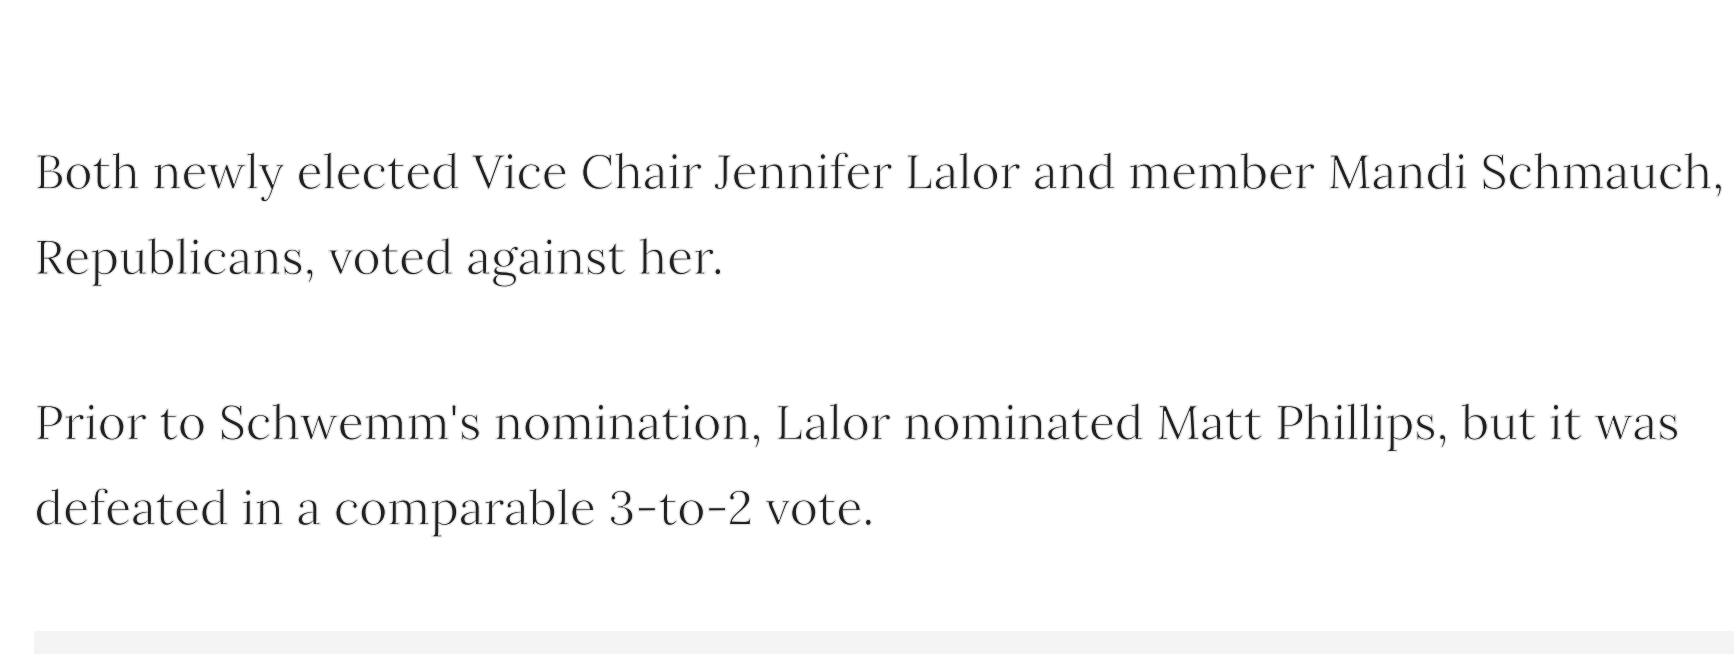 Both newly elected Vice Chair Jennifer Lalor and member Mandi Schmauch,
Republicans, voted against her.
Prior to Schwemm's nomination, Lalor nominated Matt Phillips, but it was
defeated in a comparable 3-to-2 vote.